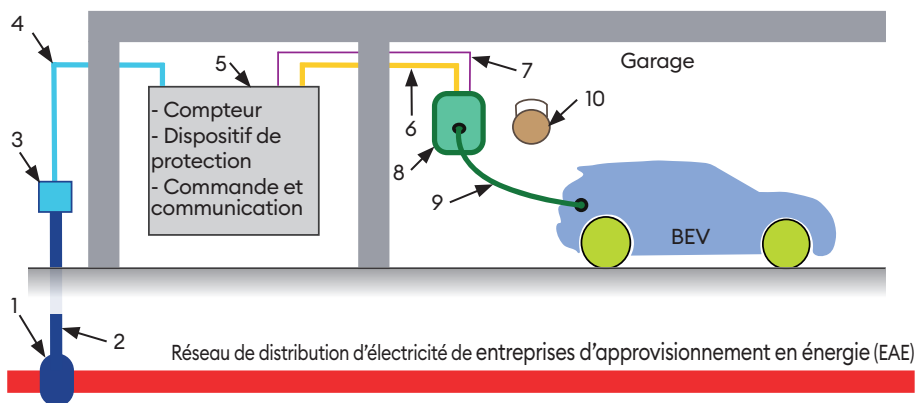 4
5
7
Garage
10
3
- Compteur
- Dispositif de
protection
- Commande et
communication
6
8
9
BEV
1
2
Réseau de distribution d'électricité de entreprises d'approvisionnement en énergie (EAE)